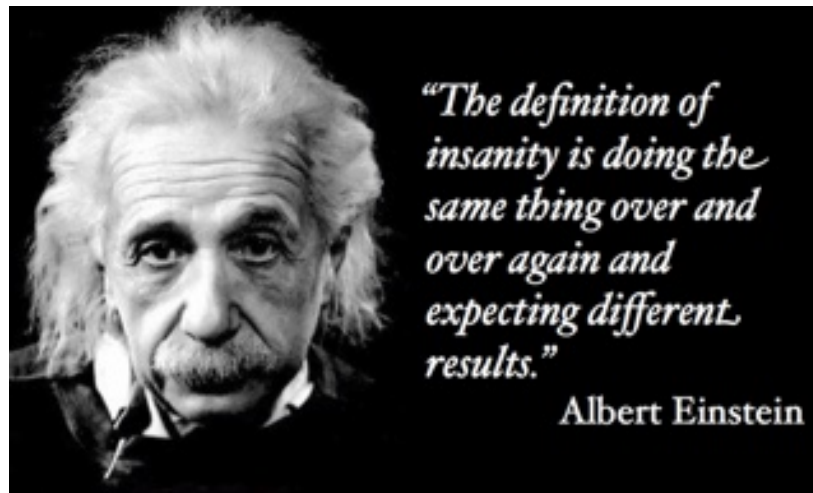 “The definition of
insanity is doing the
same thing over and
over again and
expecting different
results.”
Albert Einstein